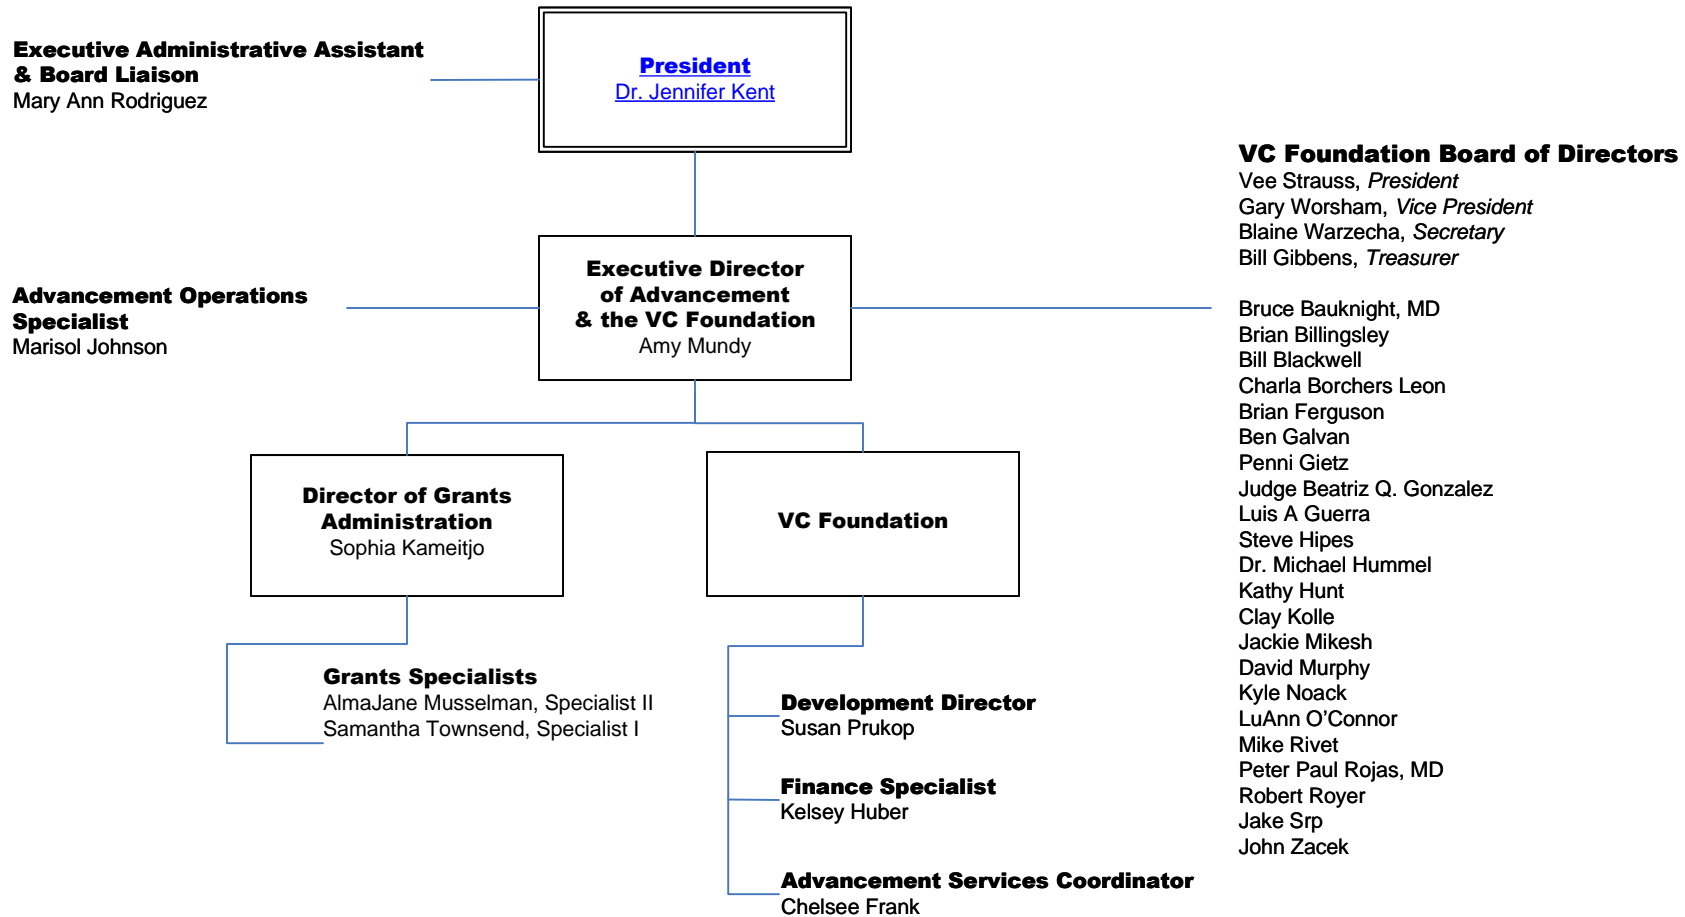 Executive Administrative Assistant
& Board Liaison
Mary Ann Rodriguez
President
Dr. Jennifer Kent
VC Foundation Board of Directors
Vee Strauss, President
Gary Worsham, Vice President
Blaine Warzecha, Secretary
Bill Gibbens, Treasurer
Bruce Bauknight, MD
Brian Billingsley
Bill Blackwell
Charla Borchers Leon
Brian Ferguson
Ben Galvan
Penni Gietz
Judge Beatriz Q. Gonzalez
Luis A Guerra
Steve Hipes
Dr. Michael Hummel
Kathy Hunt
Clay Kolle
Jackie Mikesh
David Murphy
Kyle Noack
LuAnn O’Connor
Mike Rivet
Peter Paul Rojas, MD
Robert Royer
Jake Srp
John Zacek
Executive Director
of Advancement
& the VC Foundation
Amy Mundy
Advancement Operations
Specialist
Marisol Johnson
Director of Grants
Administration
Sophia Kameitjo
VC Foundation
Grants Specialists
AlmaJane Musselman, Specialist II
Samantha Townsend, Specialist I
Development Director
Susan Prukop
Finance Specialist
Kelsey Huber
Advancement Services Coordinator
Chelsee Frank